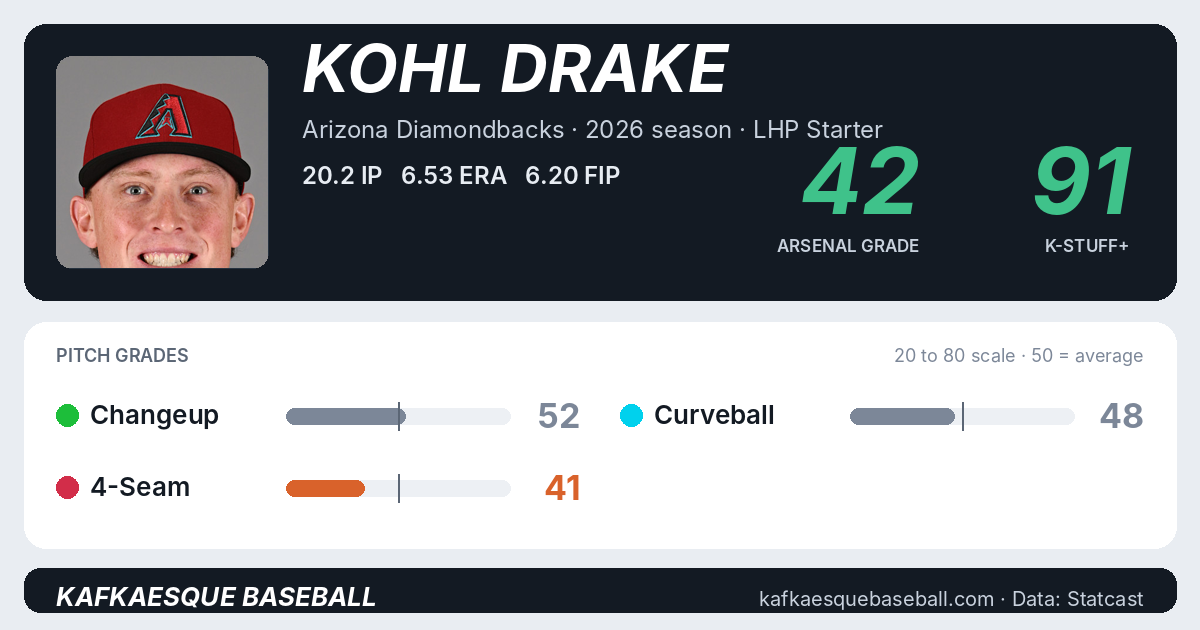 KOHL DRAKE
Arizona Diamondbacks · 2026 season · LHP Starter
20.2 IP 6.53 ERA 6.20 FIP
42
ARSENAL GRADE
91
K-STUFF+
PITCH GRADES
20 to 80 scale · 50 = average
Changeup 52
Curveball 48
4-Seam 41
KAFKAESQUE BASEBALL
kafkaesquebaseball.com · Data: Statcast